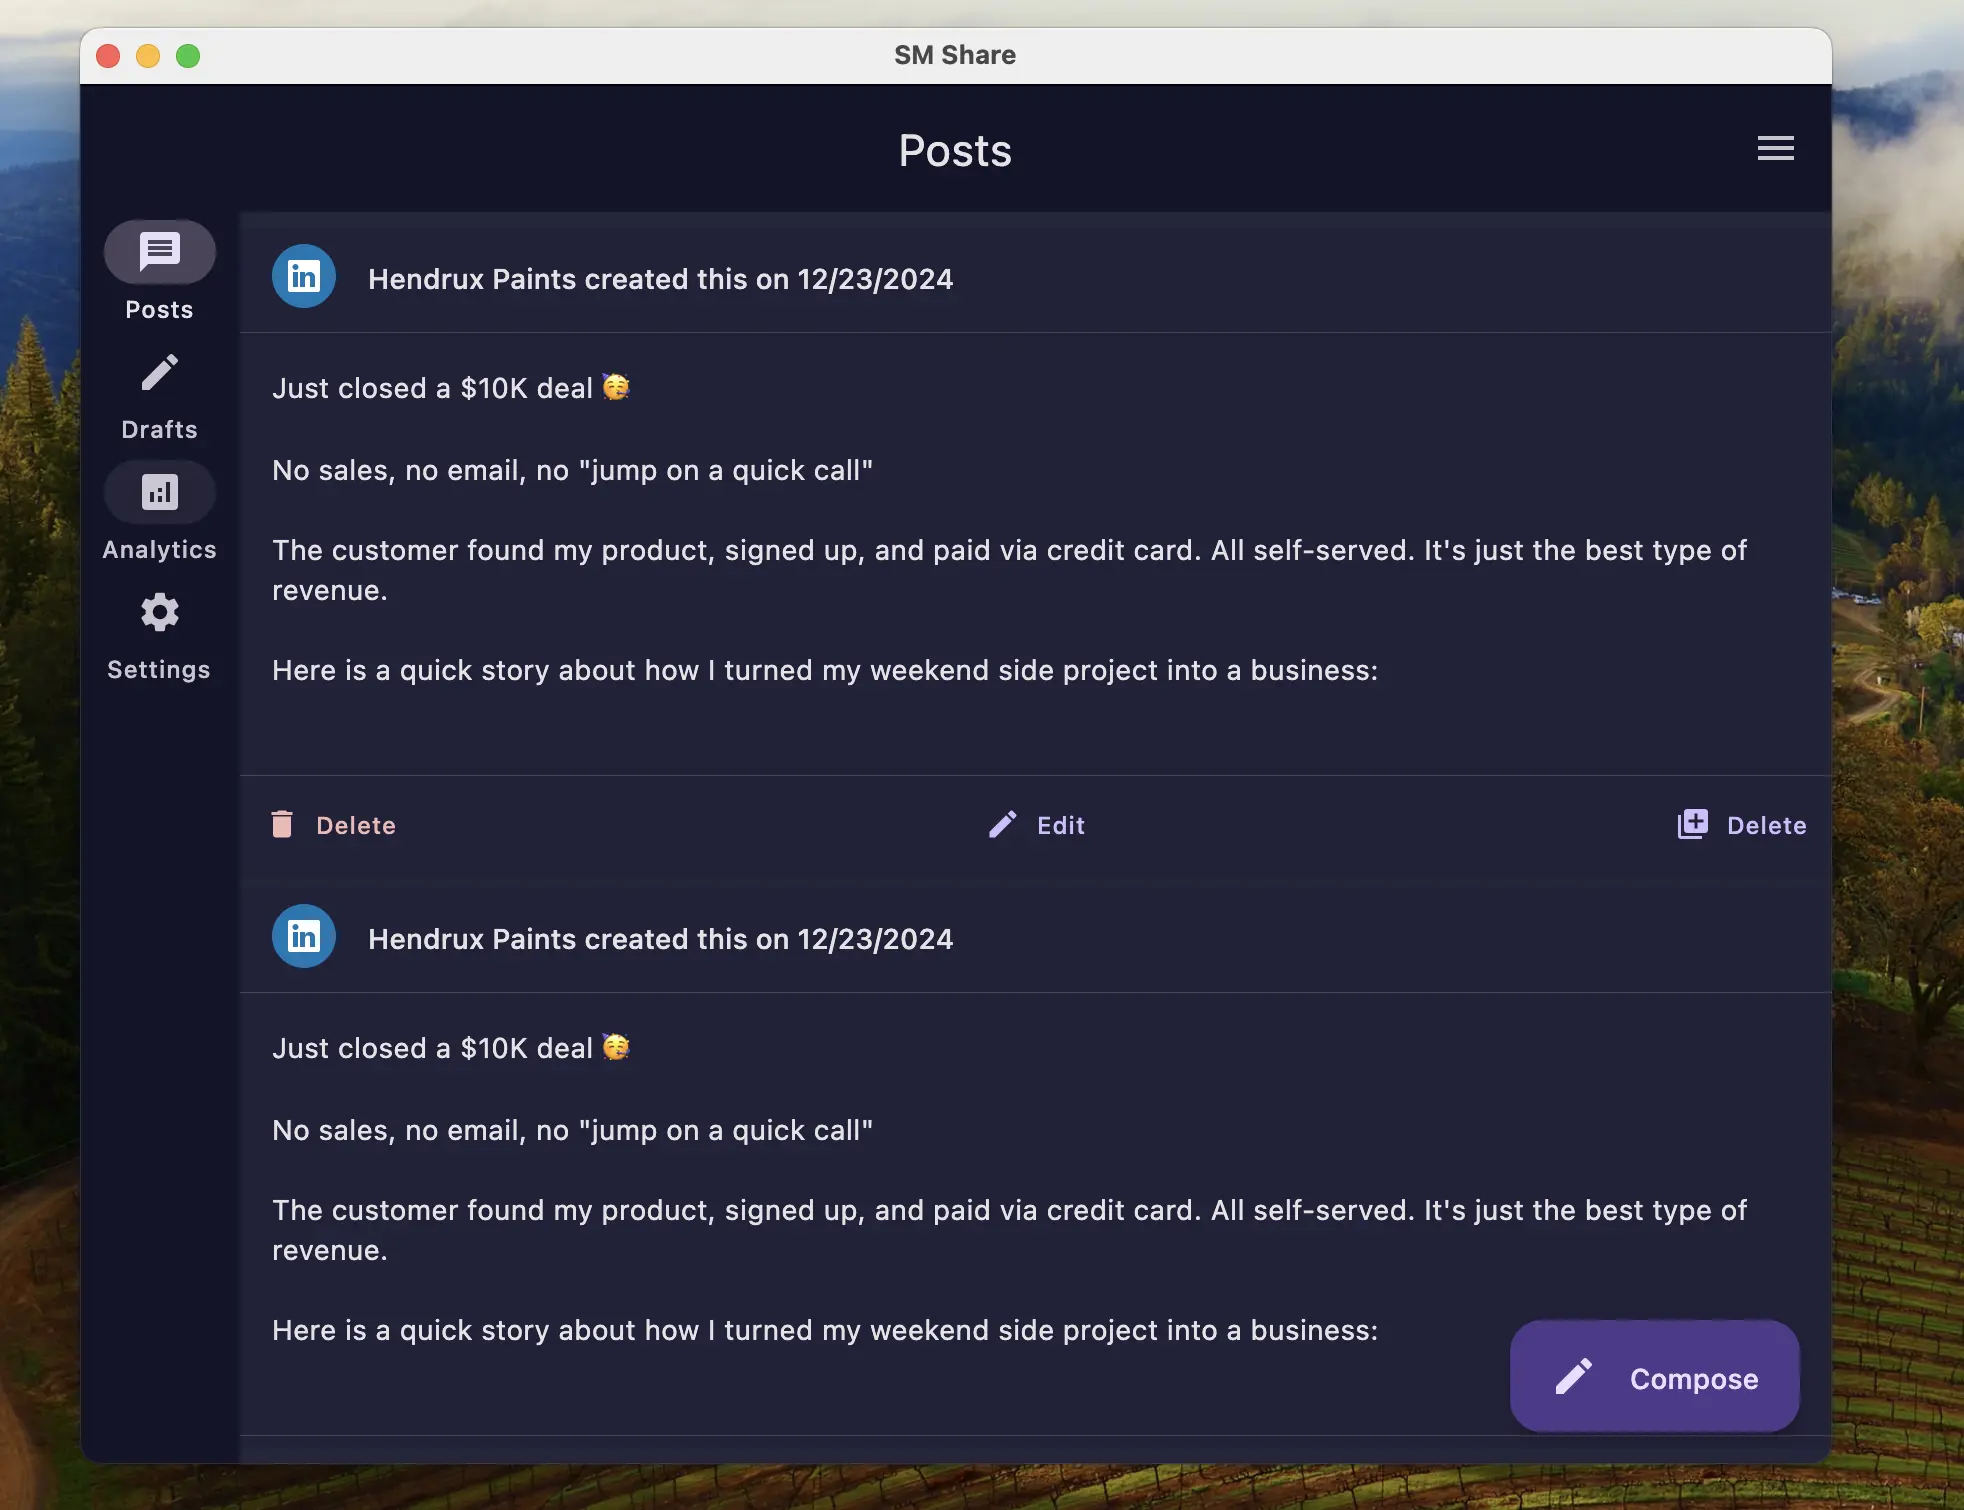 SM Share
Posts
Posts
Drafts
Analytics
Settings
in Hendrux Paints created this on 12/23/2024
Just closed a $10K deal 🥳
No sales, no email, no "jump on a quick call"
The customer found my product, signed up, and paid via credit card. All self-served. It's just the best type of
revenue.
Here is a quick story about how I turned my weekend side project into a business:
Delete Edit Delete
in Hendrux Paints created this on 12/23/2024
Just closed a $10K deal 🥳
No sales, no email, no "jump on a quick call"
The customer found my product, signed up, and paid via credit card. All self-served. It's just the best type of
revenue.
Here is a quick story about how I turned my weekend side project into a business:
Compose